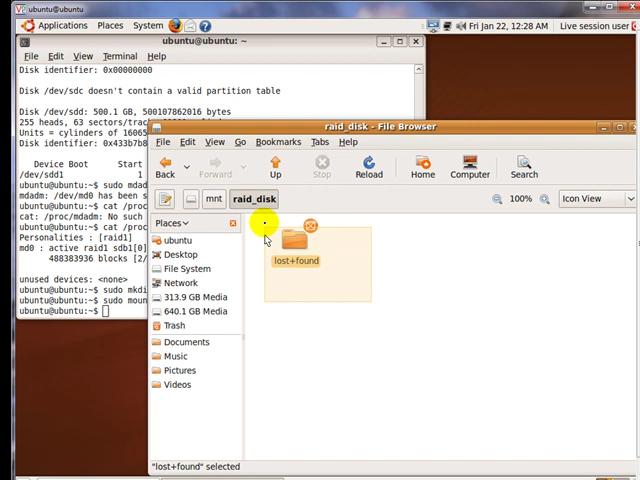 ubuntu@ubuntu
Applications Places System Fri Jan 22, 12:28 AM Live session user
ubuntu@ubuntu: ~
File Edit View Terminal Help
Disk identifier: 0x00000000
Disk /dev/sdc doesn't contain a valid partition table
Disk /dev/sdd: 500.1 GB, 500107862016 bytes
255 heads, 63 sectors/trac
Units = cylinders of 16065
Disk identifier: 0x433b7b8
Device Boot Start
/dev/sdd1 1
ubuntu@ubuntu:~$ sudo mdad
mdadm: /dev/md0 has been s
ubuntu@ubuntu:~$ cat /proc
cat: /proc/mdadm: No such
ubuntu@ubuntu:~$ cat /proc
Personalities : [raid1]
md0 : active raid1 sdb1[0]
488383936 blocks [2/
unused devices: <none>
ubuntu@ubuntu:~$ sudo mkdi
ubuntu@ubuntu:~$ sudo moun
ubuntu@ubuntu:~$
raid_disk - File Browser
File Edit View Go Bookmarks Tabs Help
Back Forward Up Stop Reload Home Computer Search
mnt raid_disk 100% Icon View
Places
ubuntu
Desktop
File System
Network
313.9 GB Media
640.1 GB Media
Trash
Documents
Music
Pictures
Videos
lost+found
"lost+found" selected